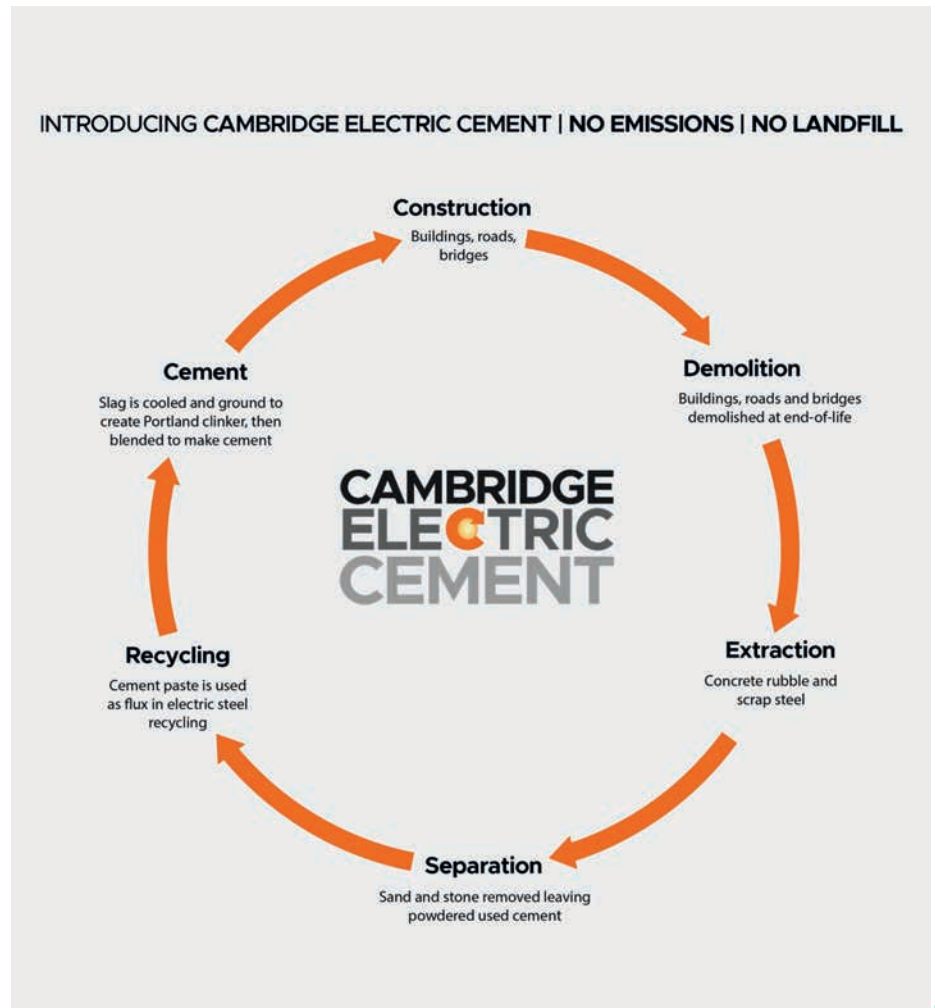 INTRODUCING CAMBRIDGE ELECTRIC CEMENT | NO EMISSIONS | NO LANDFILL
Construction
Buildings, roads,
bridges
Demolition
Buildings, roads and bridges
demolished at end-of-life
Extraction
Concrete rubble and
scrap steel
Separation
Sand and stone removed leaving
powdered used cement
Recycling
Cement paste is used
as flux in electric steel
recycling
Cement
Slag is cooled and ground to
create Portland clinker, then
blended to make cement
CAMBRIDGE
ELECTRIC
CEMENT